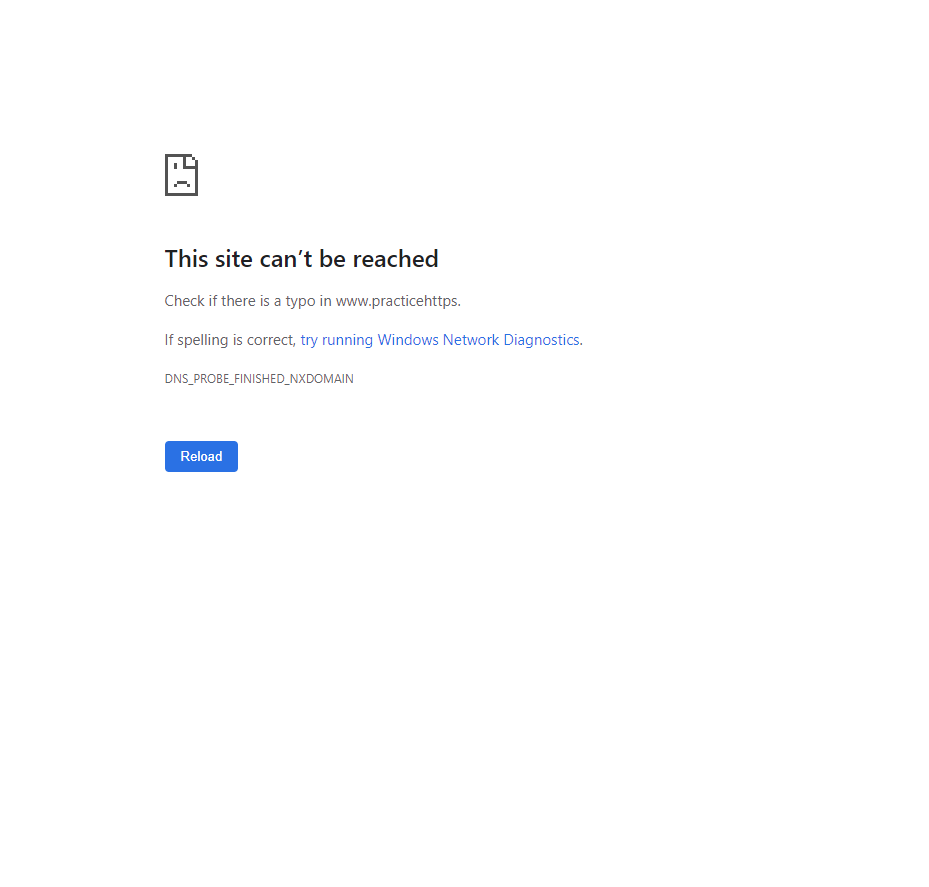 This site can’t be reached
Check if there is a typo in www.practicehttps.
If spelling is correct, try running Windows Network Diagnostics.
DNS_PROBE_FINISHED_NXDOMAIN
Reload